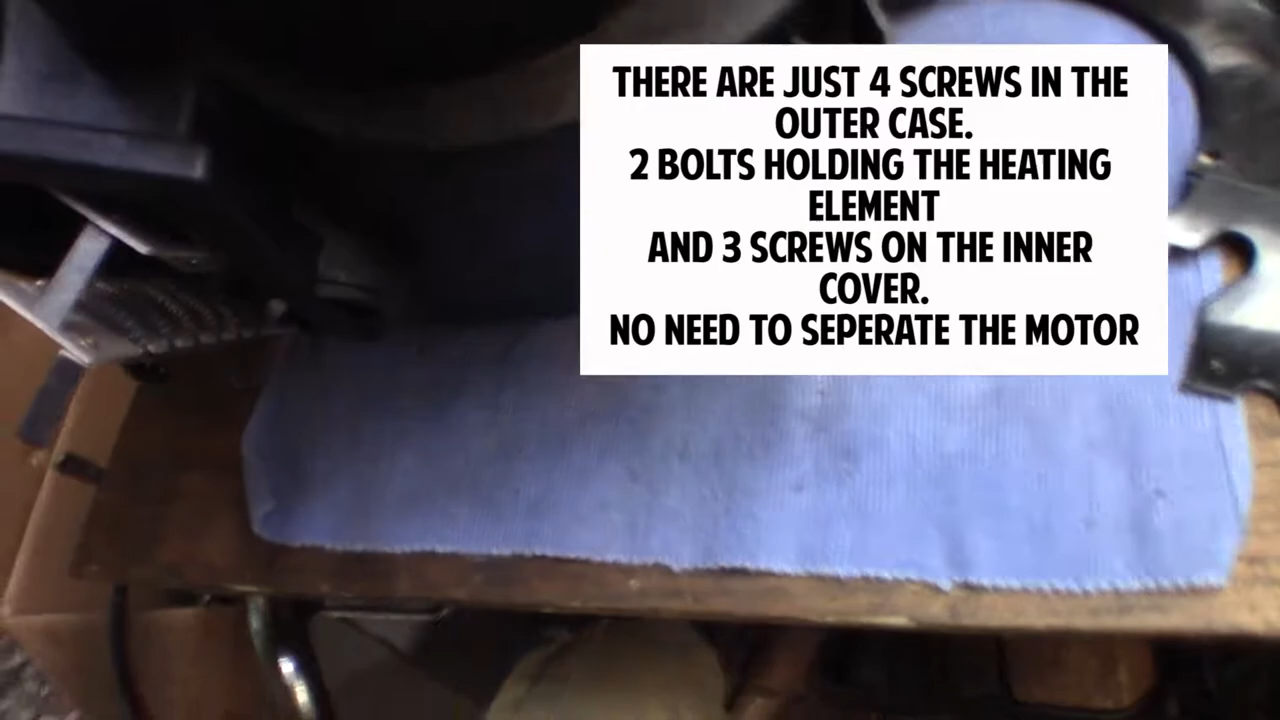 THERE ARE JUST 4 SCREWS IN THE
OUTER CASE.
2 BOLTS HOLDING THE HEATING
ELEMENT
AND 3 SCREWS ON THE INNER
COVER.
NO NEED TO SEPERATE THE MOTOR